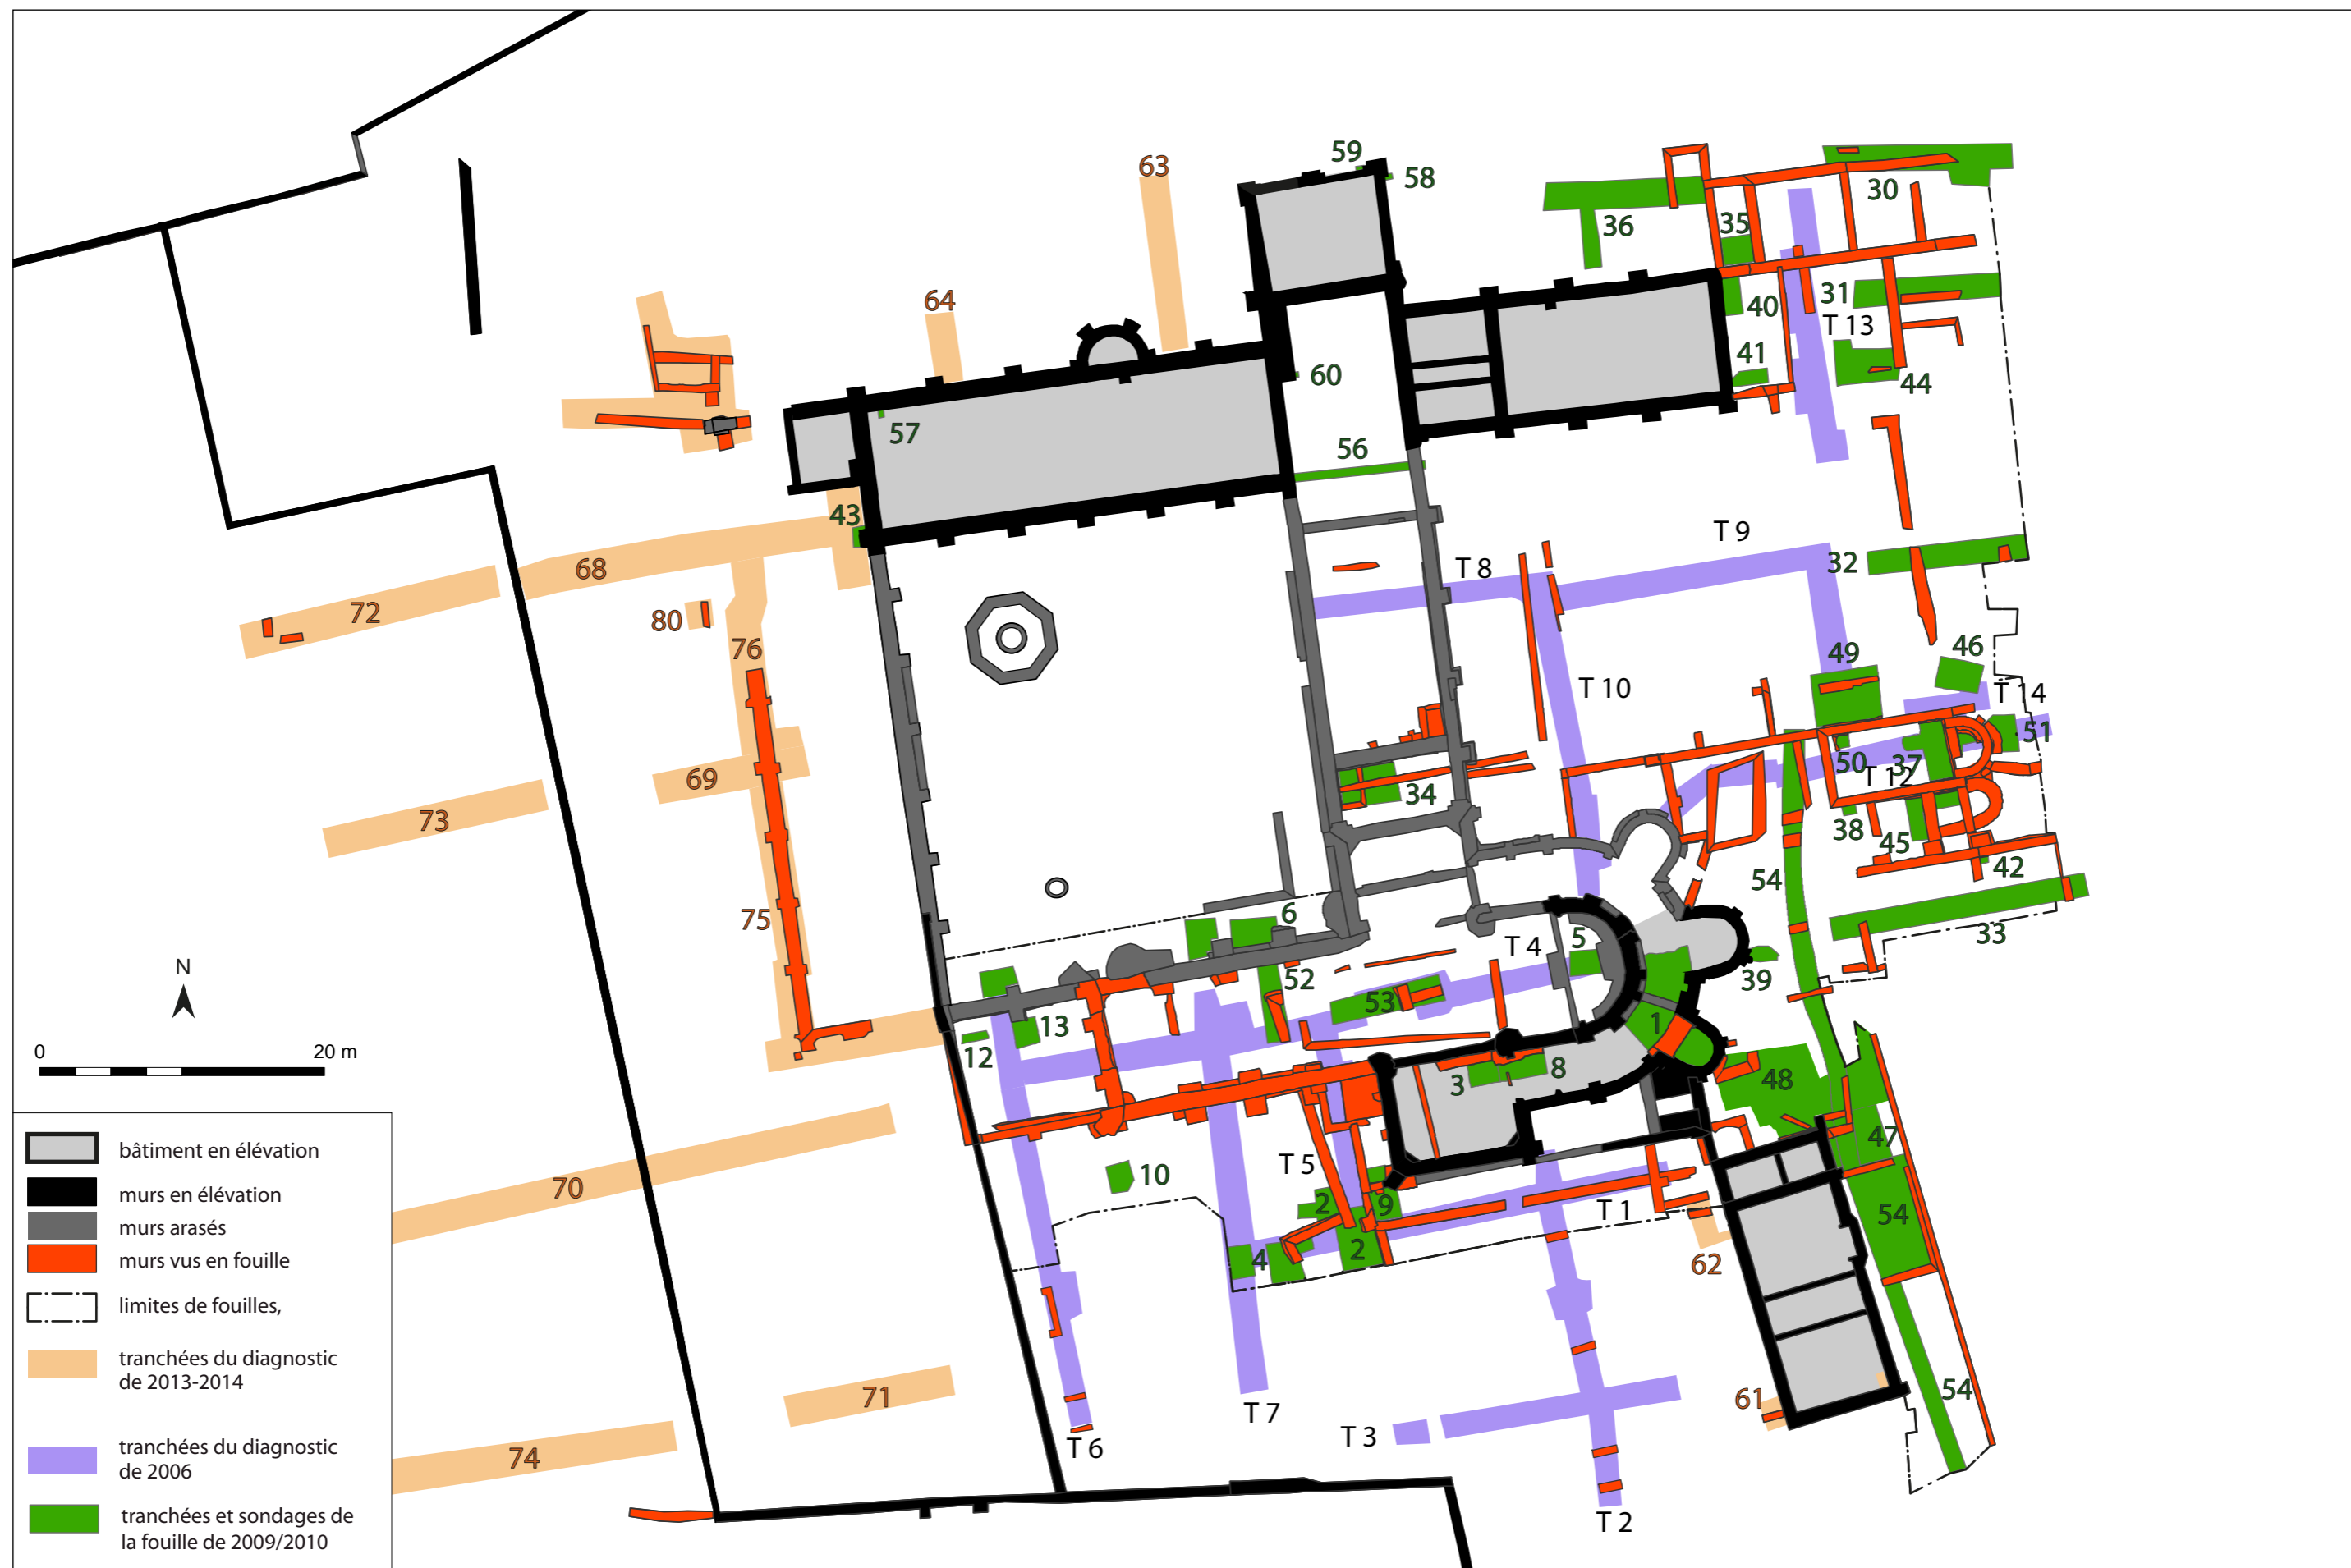 59
63
58
30
36
35
64
31
40
T 13
60
41
44
57
56
43
T 9
32
68
T 8
72
80
76
49
46
T 10
T 14
51
50
37
69
T 12
34
73
38
45
42
54
75
6
33
5
T 4
N
52
39
53
13
1
0
20 m
12
3
8
48
47
bâtiment en élévation
T 5
10
70
murs en élévation
2
9
T 1
54
murs arasés
4
2
murs vus en fouille
62
limites de fouilles,
tranchées du diagnostic
de 2013-2014
71
61
54
T 7
T 3
T 6
tranchées du diagnostic
de 2006
74
tranchées et sondages de
la fouille de 2009/2010
T 2